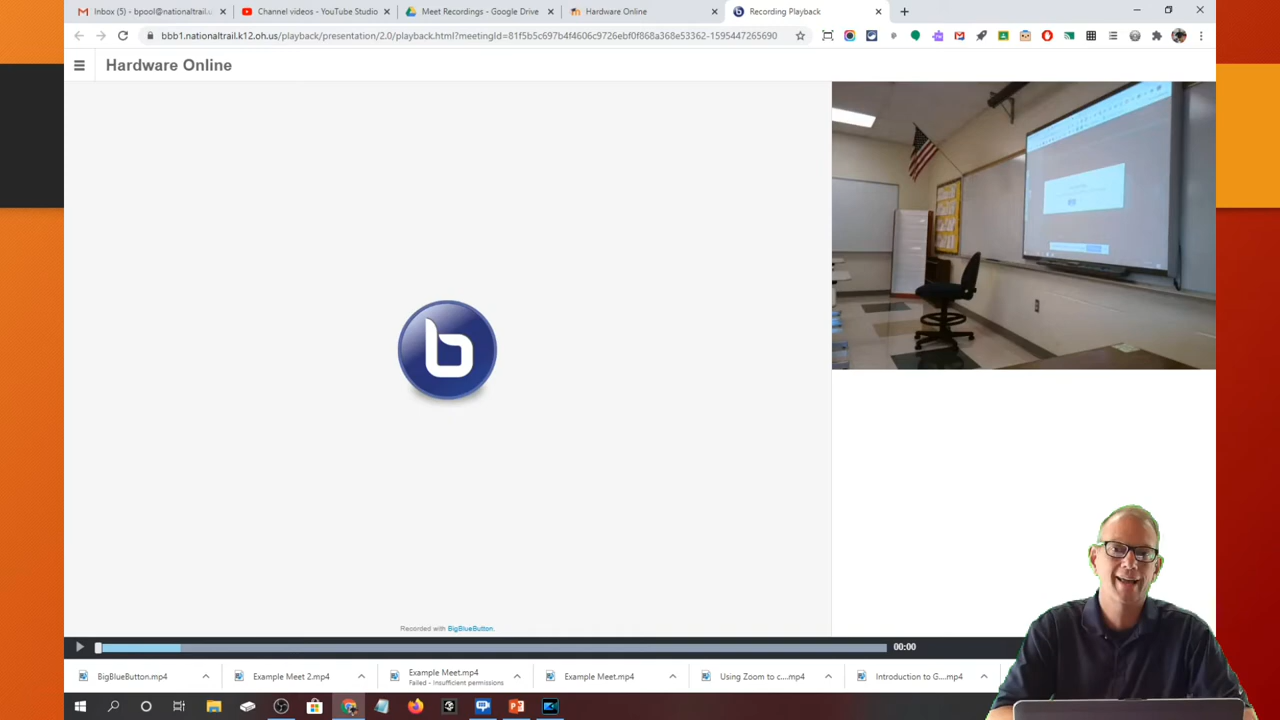 Inbox (5) - bpool@nationaltrail.u
Channel videos - YouTube Studio
Meet Recordings - Google Drive
Hardware Online
Recording Playback
bbb1.nationaltrail.k12.oh.us/playback/presentation/2.0/playback.html?meetingId=81f5b5c697b4f4606c9726ebf0f868a368e53362-1595447265690
Hardware Online
b
Recorded with BigBlueButton.
00:00
BigBlueButton.mp4
Example Meet 2.mp4
Example Meet.mp4
Failed - Insufficient permissions
Example Meet.mp4
Using Zoom to c....mp4
Introduction to G....mp4